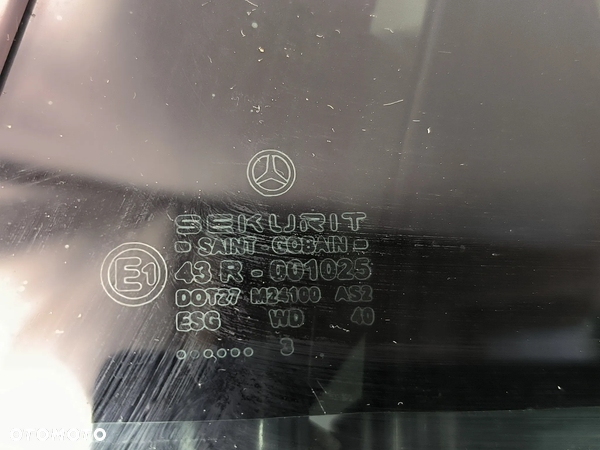 SEKURIT
- SAINT-GOBAIN -
E1
43 R - 001025
DOT27 M24100 AS2
ESG WD 40
...... 3
OTOMOTO